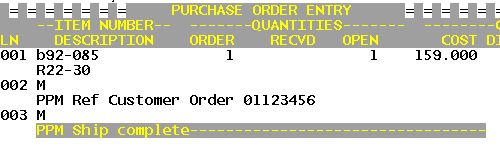 PURCHASE ORDER ENTRY
--ITEM NUMBER-- -------QUANTITIES-------
LN DESCRIPTION ORDER RECVD OPEN COST DI
001 b92-085 1 1 159.000
R22-30
002 M
PPM Ref Customer Order 01123456
003 M
PPM Ship complete--------------------------------